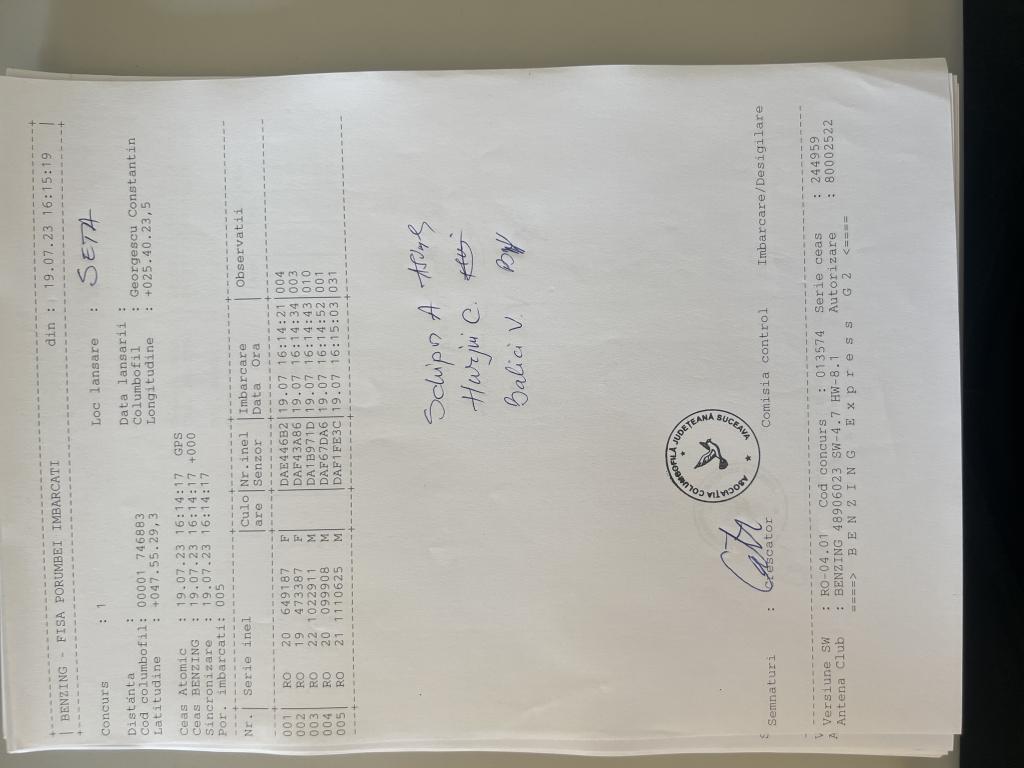 BENZING - FISA PORUMBEI IMBARCATI din : 19.07.23 16:15:19
Concurs : 1 Loc lansare : SETA
Distanta : Data lansarii :
Cod columbofil: 00001 746883 Columbofil : Georgescu Constantin
Latitudine : +047.55.29,3 Longitudine : +025.40.23,5
Ceas Atomic : 19.07.23 16:14:17 GPS
Ceas BENZING : 19.07.23 16:14:17 +000
Sincronizare : 19.07.23 16:14:17
Por. imbarcati: 005
Nr.| Serie inel |Culo|Nr.inel |Imbarcare | Observatii
|are |Senzor |Data Ora |
001| RO 20 649187 F | |DAE446B2|19.07 16:14:21|004
002| RO 19 473387 F | |DAF43A86|19.07 16:14:34|003
003| RO 22 1022911 M | |DA1B971D|19.07 16:14:43|010
004| RO 20 099908 M | |DAF67DA6|19.07 16:14:52|001
005| RO 21 1110625 M | |DAF1FE3C|19.07 16:15:03|031
Schipor A
Hurjui C.
Balici V.
ASOCIAȚIA COLUMBOFILĂ JUDEȚEANĂ SUCEAVA
Semnaturi : Crescator Comisia control Imbarcare/Desigilare
Versiune SW : RO-04.01 Cod concurs : 013574 Serie ceas : 244959
Antena Club : BENZING 48906023 SW-4.7 HW-8.1 Autorizare : 80002522
====> B E N Z I N G E x p r e s s G 2 <====